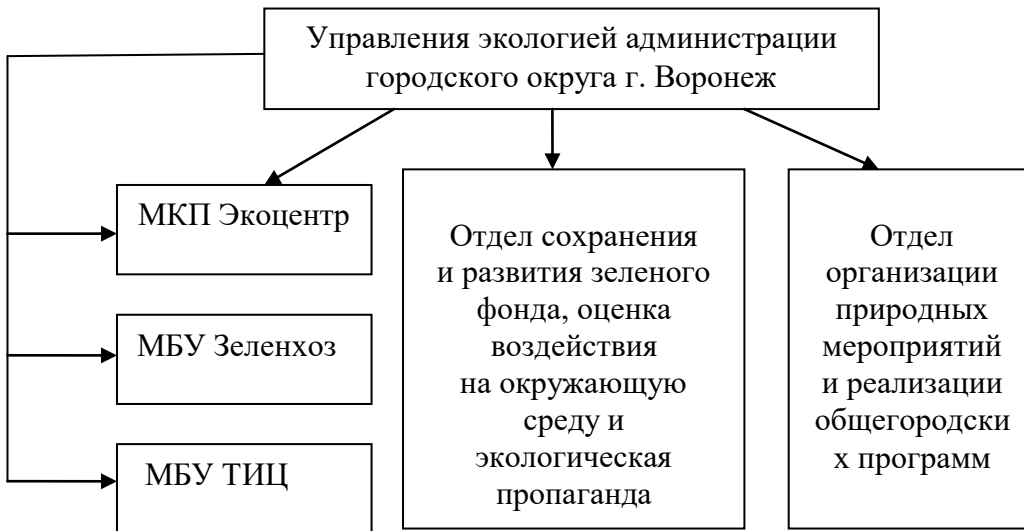 Управления экологией администрации
городского округа г. Воронеж
МКП Экоцентр
МБУ Зеленхоз
МБУ ТИЦ
Отдел сохранения
и развития зеленого
фонда, оценка
воздействия
на окружающую
среду и
экологическая
пропаганда
Отдел
организации
природных
мероприятий
и реализации
общегородски
х программ